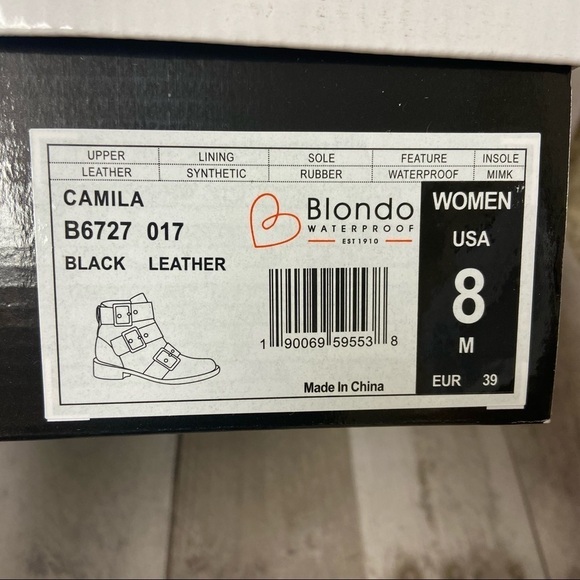 UPPER LINING SOLE FEATURE INSOLE
LEATHER SYNTHETIC RUBBER WATERPROOF MIMK
CAMILA
B6727 017
BLACK LEATHER
Blondo
WATERPROOF
EST 1910
1 90069 59553 8
Made In China
WOMEN
USA
8
M
EUR 39